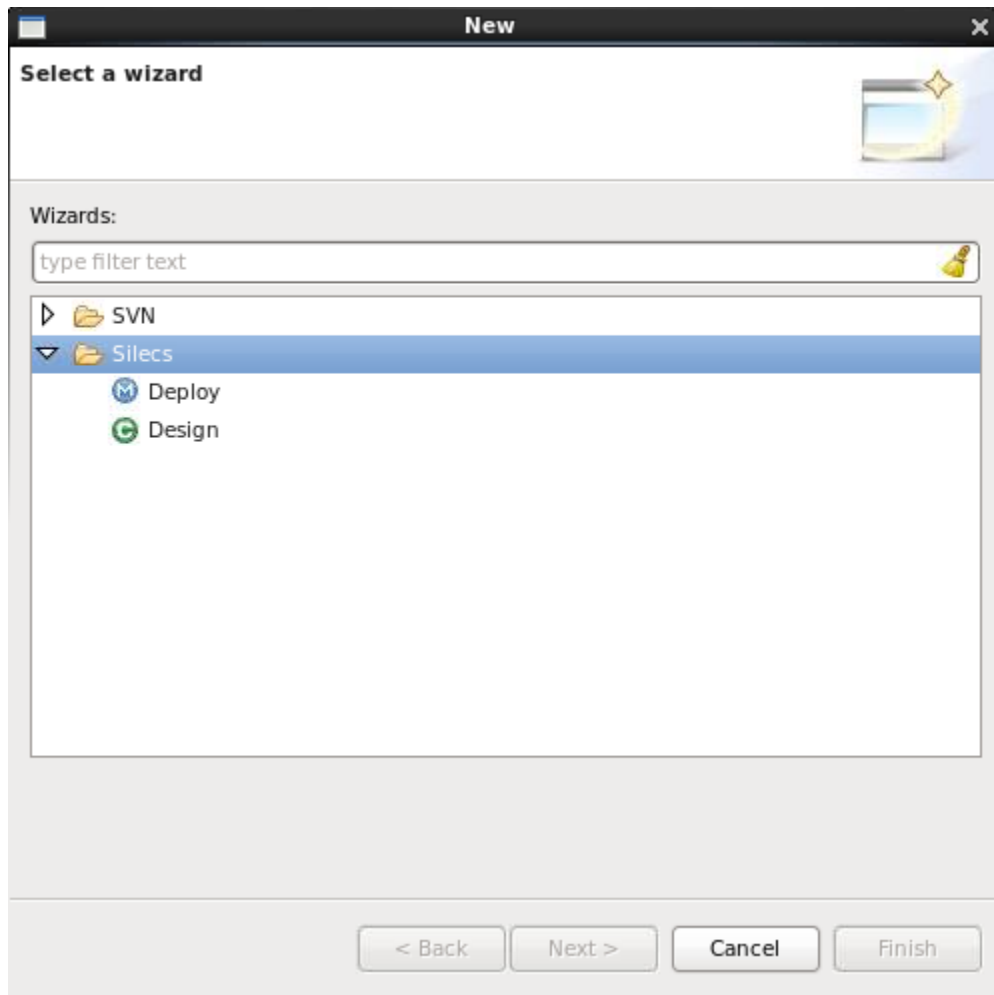 New
Select a wizard
Wizards:
type filter text
SVN
Silecs
Deploy
Design
< Back Next > Cancel Finish